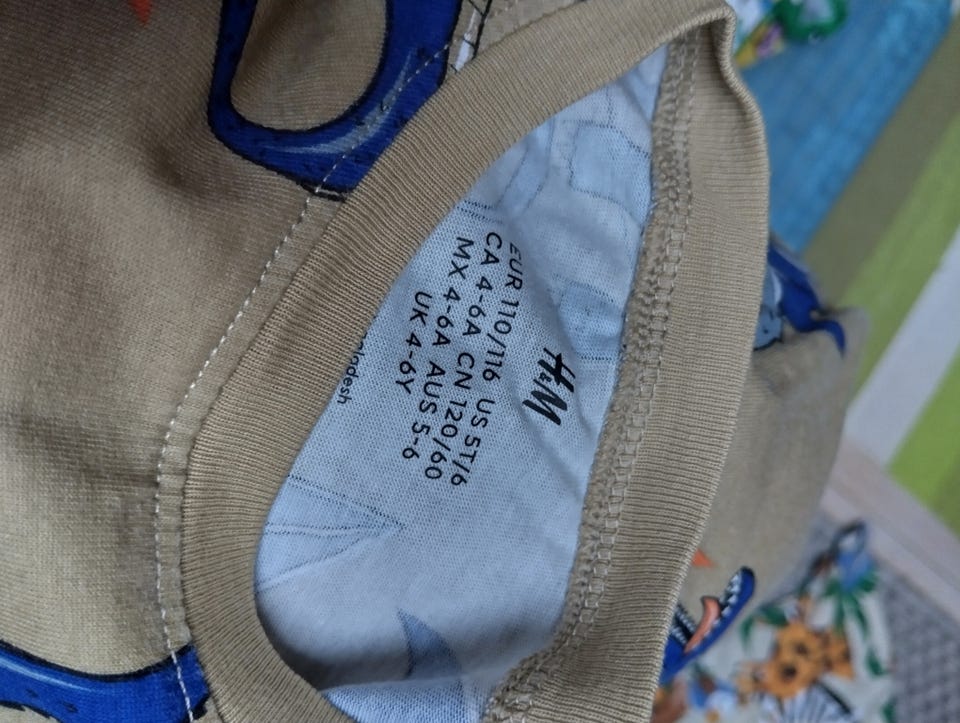 H&M
EUR 110/116 US 5T/6
CA 4-6A CN 120/60
MX 4-6A AUS 5-6
UK 4-6Y